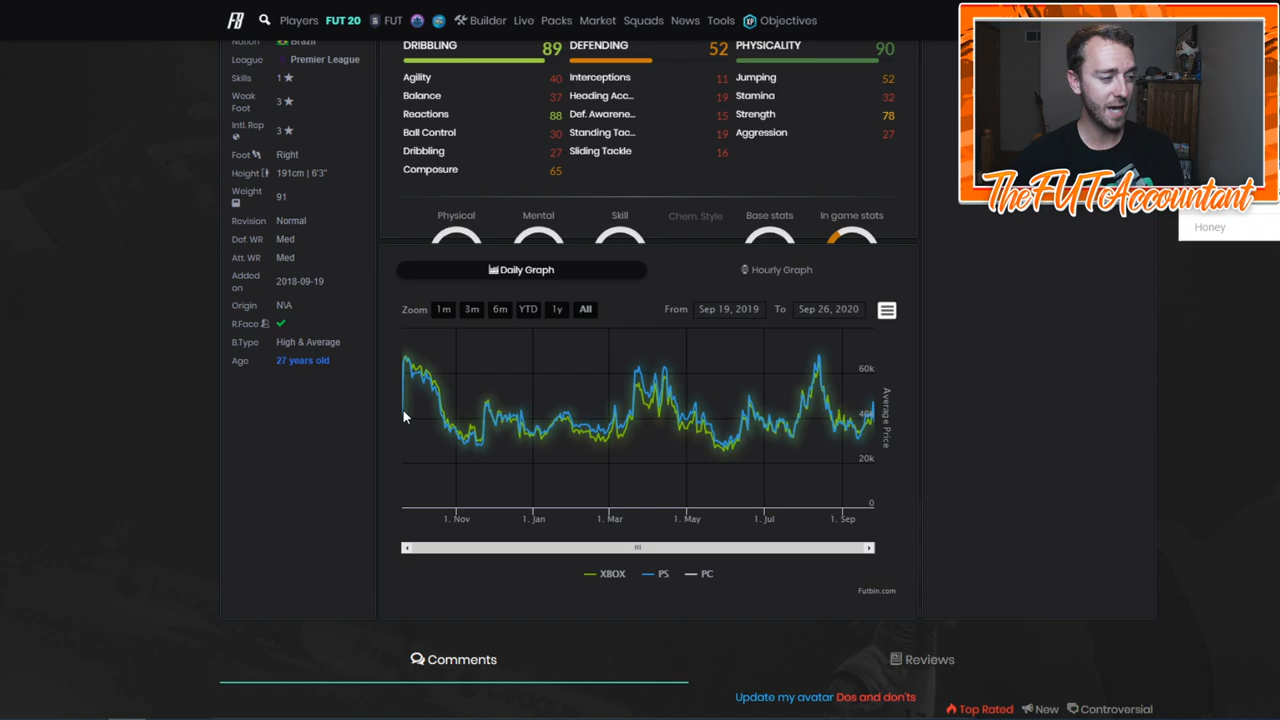 FB Players FUT 20 FUT Builder Live Packs Market Squads News Tools XP Objectives
Nation Brazil
League Premier League
Skills 1★
Weak Foot 3★
Intl. Rep 3★
Foot Right
Height 191cm | 6'3"
Weight 91
Revision Normal
Def. WR Med
Att. WR Med
Added on 2018-09-19
Origin N\A
R.Face
B.Type High & Average
Age 27 years old
DRIBBLING 89 DEFENDING 52 PHYSICALITY 90
Agility 40 Interceptions 11 Jumping 52
Balance 37 Heading Acc... 19 Stamina 32
Reactions 88 Def. Awarene... 15 Strength 78
Ball Control 30 Standing Tac... 19 Aggression 27
Dribbling 27 Sliding Tackle 16
Composure 65
Physical Mental Skill Chem. Style Base stats In game stats
Daily Graph Hourly Graph
Zoom 1m 3m 6m YTD 1y All From Sep 19, 2019 To Sep 26, 2020
60k
40k
20k
0
Average Price
1. Nov 1. Jan 1. Mar 1. May 1. Jul 1. Sep
XBOX PS PC
Futbin.com
Comments Reviews
Update my avatar Dos and don'ts
Top Rated New Controversial
TheFUTAccountant
Honey